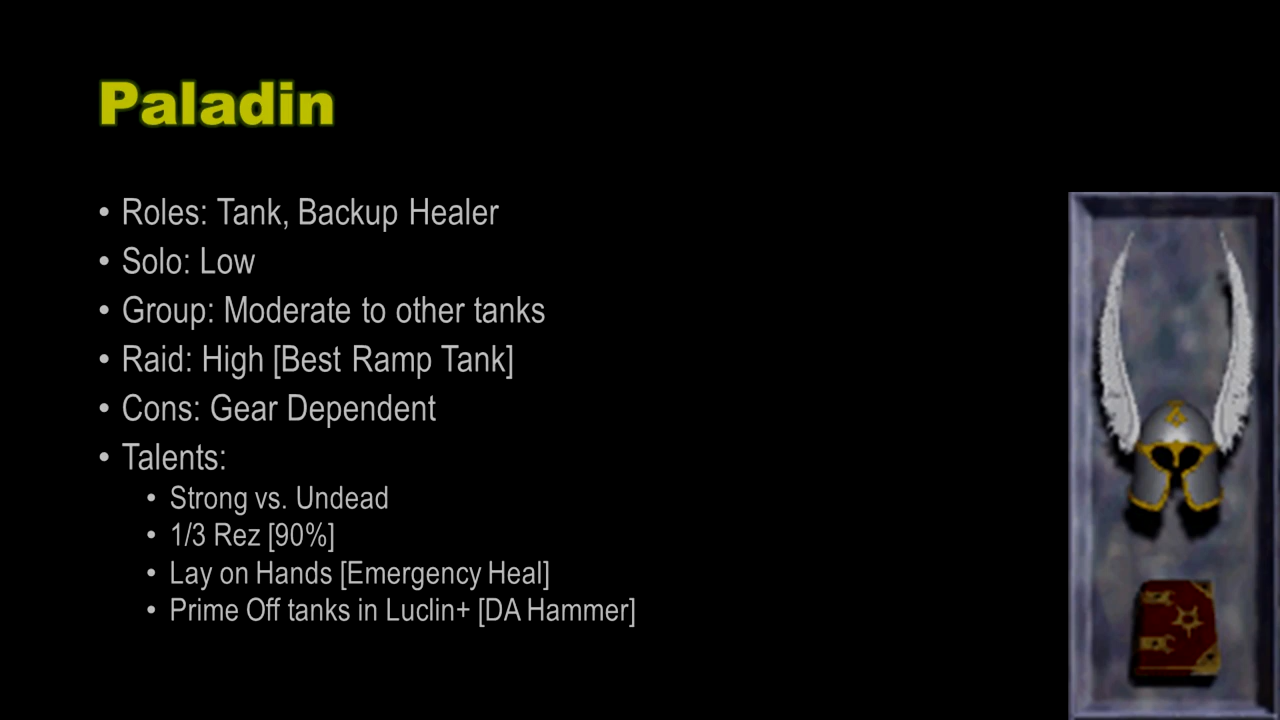 Paladin
• Roles: Tank, Backup Healer
• Solo: Low
• Group: Moderate to other tanks
• Raid: High [Best Ramp Tank]
• Cons: Gear Dependent
• Talents:
• Strong vs. Undead
• 1/3 Rez [90%]
• Lay on Hands [Emergency Heal]
• Prime Off tanks in Luclin+ [DA Hammer]